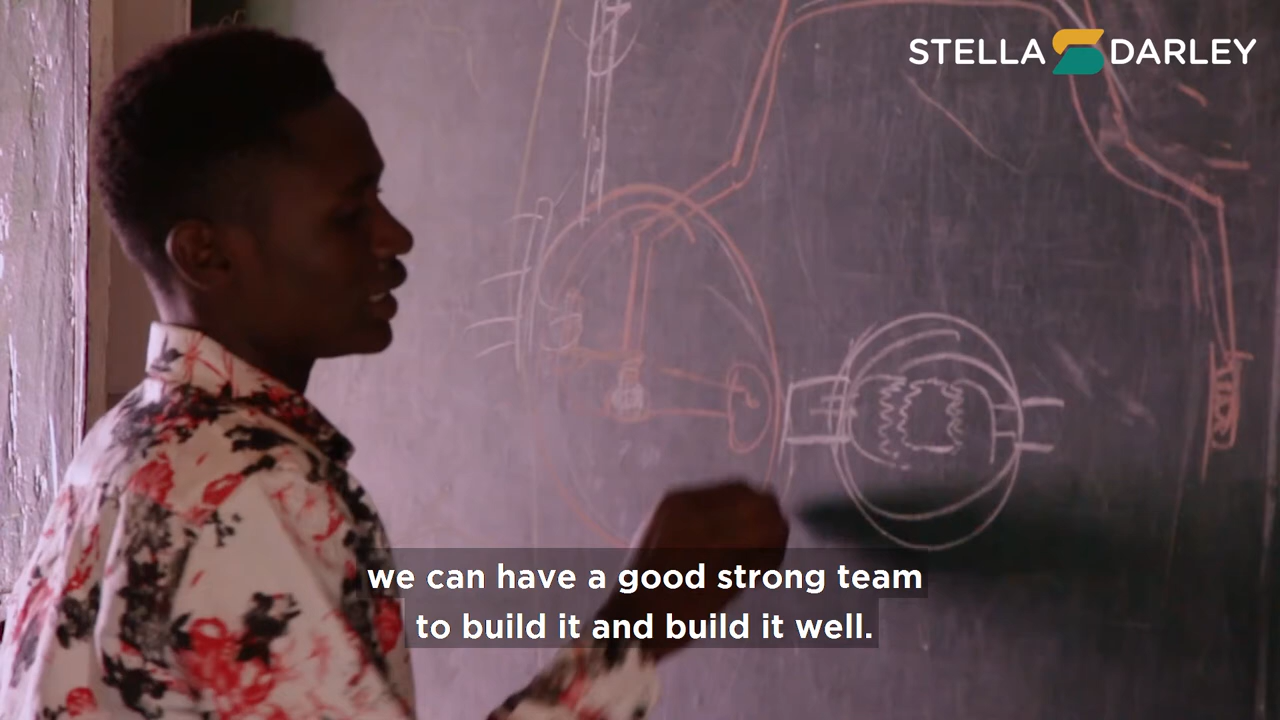 STELLA DARLEY
we can have a good strong team
to build it and build it well.